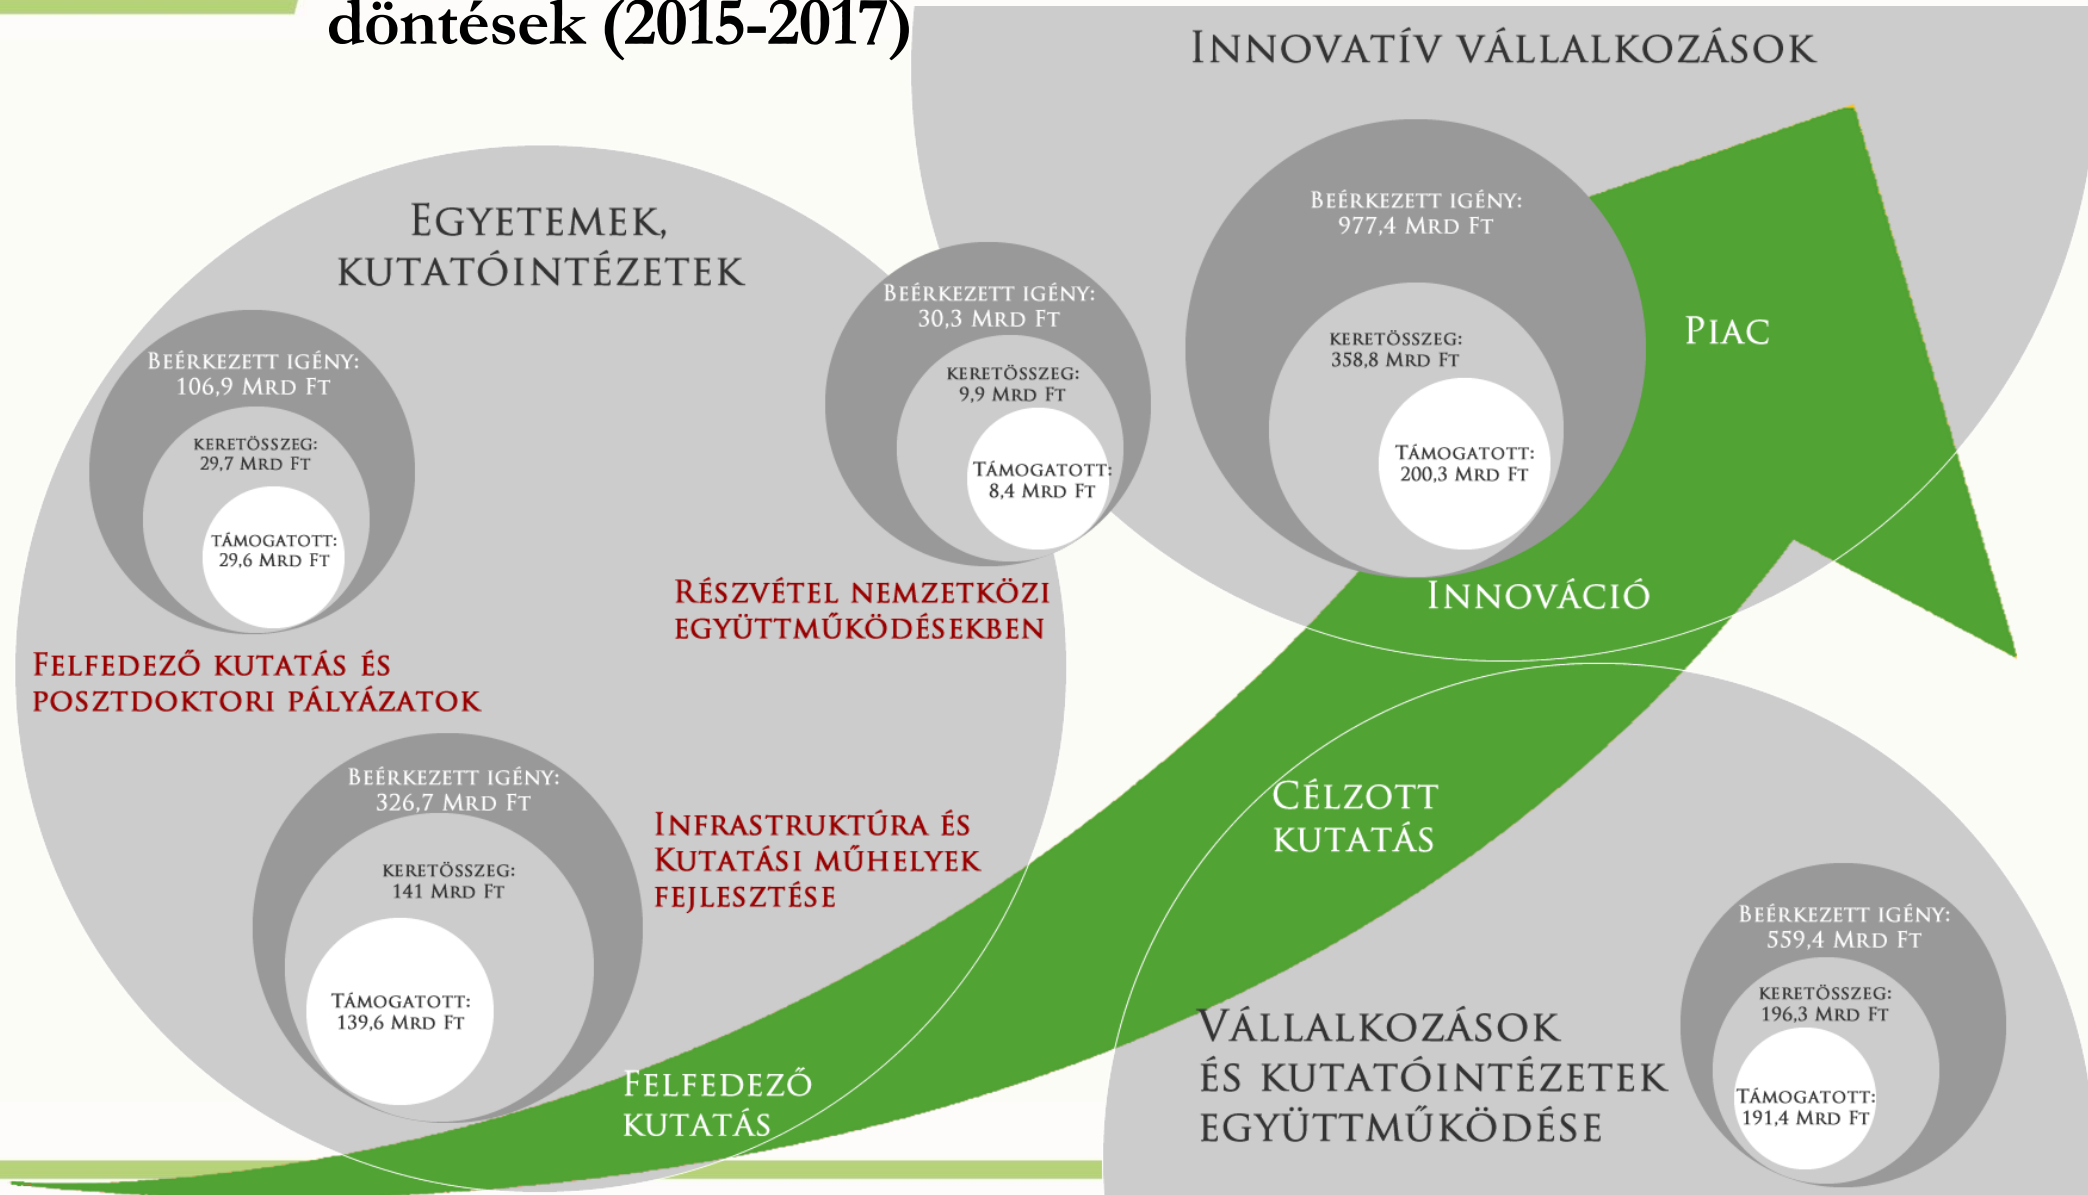 döntések (2015-2017)
INNOVATÍV VÁLLALKOZÁSOK
EGYETEMEK,
KUTATÓINTÉZETEK
BEÉRKEZETT IGÉNY:
106,9 MRD FT
KERETÖSSZEG:
29,7 MRD FT
TÁMOGATOTT:
29,6 MRD FT
FELFEDEZŐ KUTATÁS ÉS
POSZTDOKTORI PÁLYÁZATOK
BEÉRKEZETT IGÉNY:
30,3 MRD FT
KERETÖSSZEG:
9,9 MRD FT
TÁMOGATOTT:
8,4 MRD FT
RÉSZVÉTEL NEMZETKÖZI
EGYÜTTMŰKÖDÉSEKBEN
BEÉRKEZETT IGÉNY:
977,4 MRD FT
KERETÖSSZEG:
358,8 MRD FT
TÁMOGATOTT:
200,3 MRD FT
PIAC
INNOVÁCIÓ
BEÉRKEZETT IGÉNY:
326,7 MRD FT
KERETÖSSZEG:
141 MRD FT
TÁMOGATOTT:
139,6 MRD FT
INFRASTRUKTÚRA ÉS
KUTATÁSI MŰHELYEK
FEJLESZTÉSE
CÉLZOTT
KUTATÁS
FELFEDEZŐ
KUTATÁS
VÁLLALKOZÁSOK
ÉS KUTATÓINTÉZETEK
EGYÜTTMŰKÖDÉSE
BEÉRKEZETT IGÉNY:
559,4 MRD FT
KERETÖSSZEG:
196,3 MRD FT
TÁMOGATOTT:
191,4 MRD FT